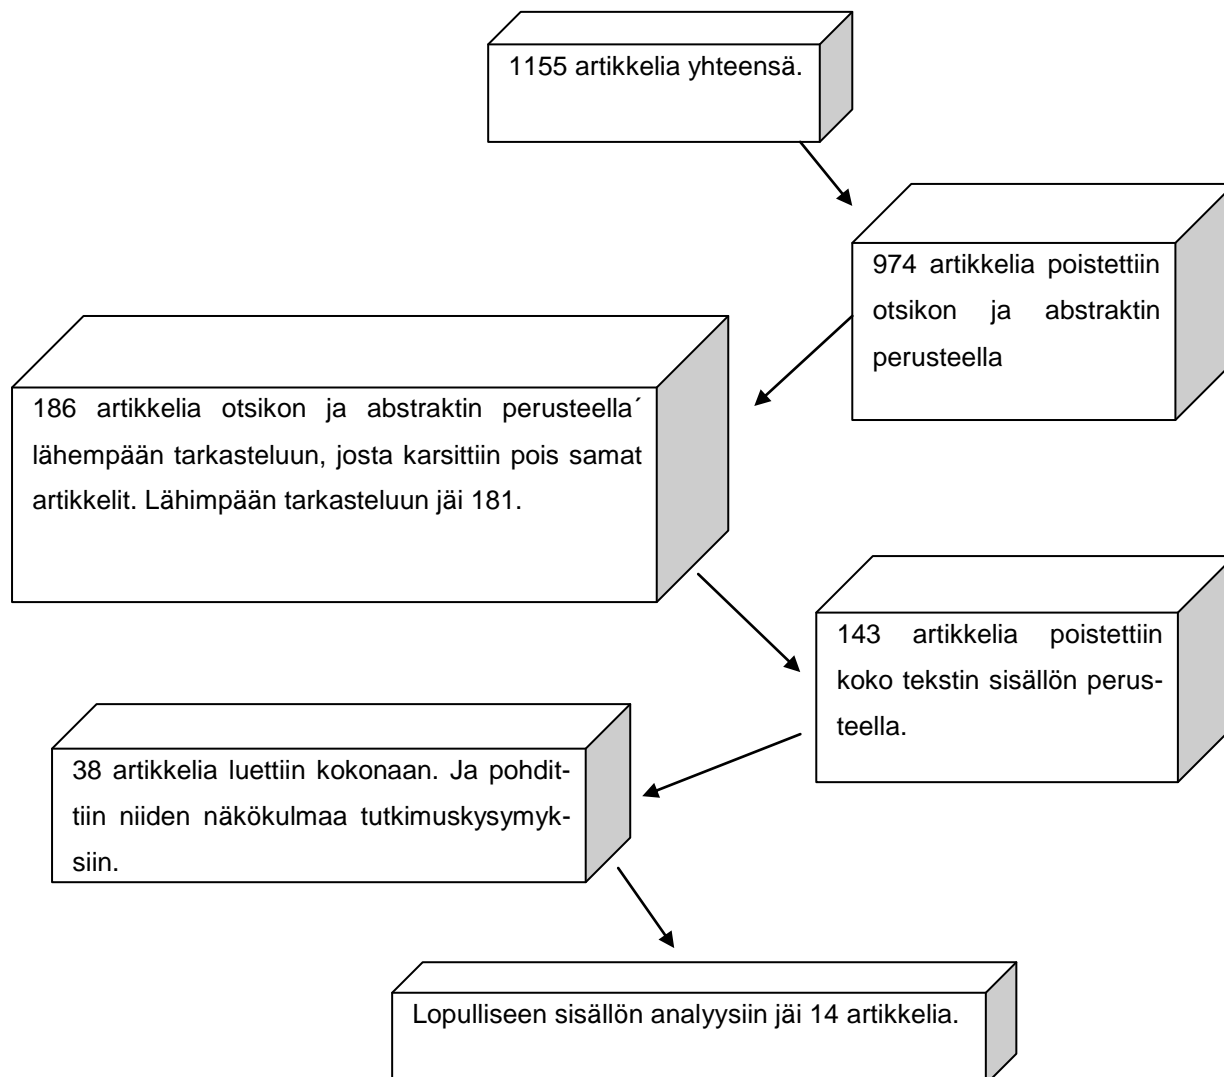 1155 artikkelia yhteensä.
974 artikkelia poistettiin
otsikon ja abstraktin
perusteella
186 artikkelia otsikon ja abstraktin perusteella´
lähempään tarkasteluun, josta karsittiin pois samat
artikkelit. Lähimpään tarkasteluun jäi 181.
143 artikkelia poistettiin
koko tekstin sisällön perus-
teella.
38 artikkelia luettiin kokonaan. Ja pohdit-
tiin niiden näkökulmaa tutkimuskysymyk-
siin.
Lopulliseen sisällön analyysiin jäi 14 artikkelia.